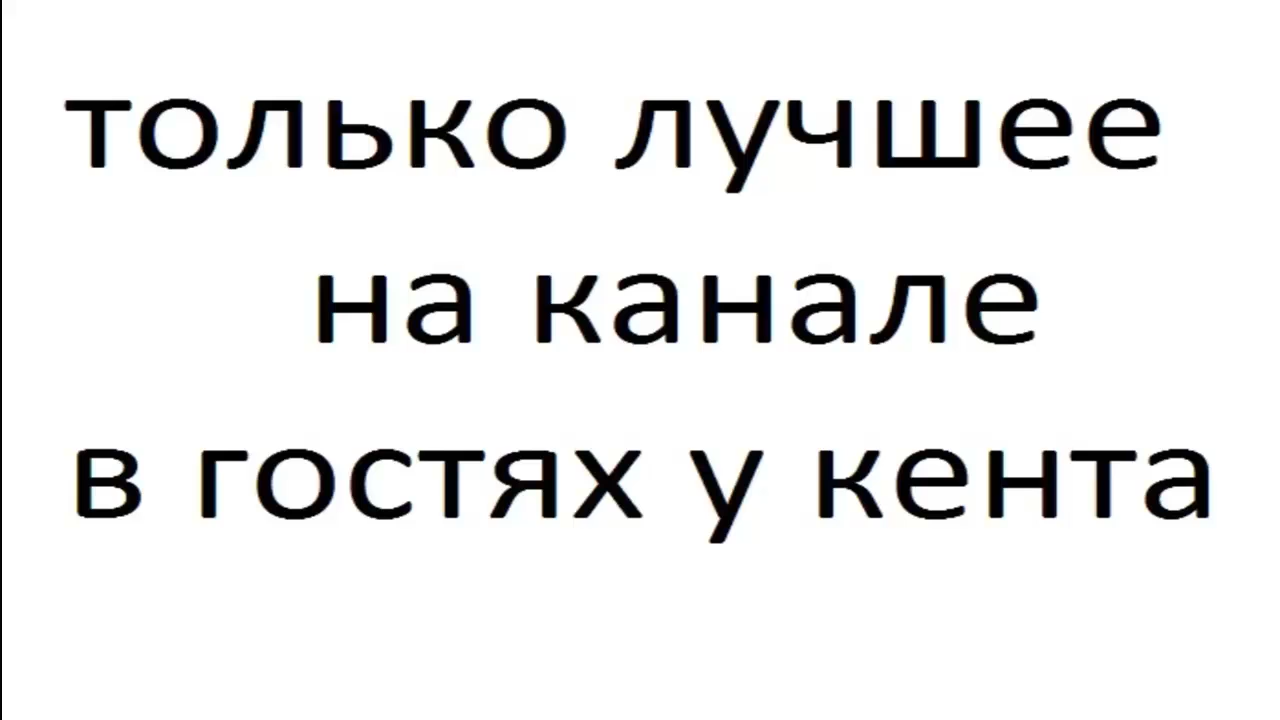 только лучшее
на канале
в гостях у кента